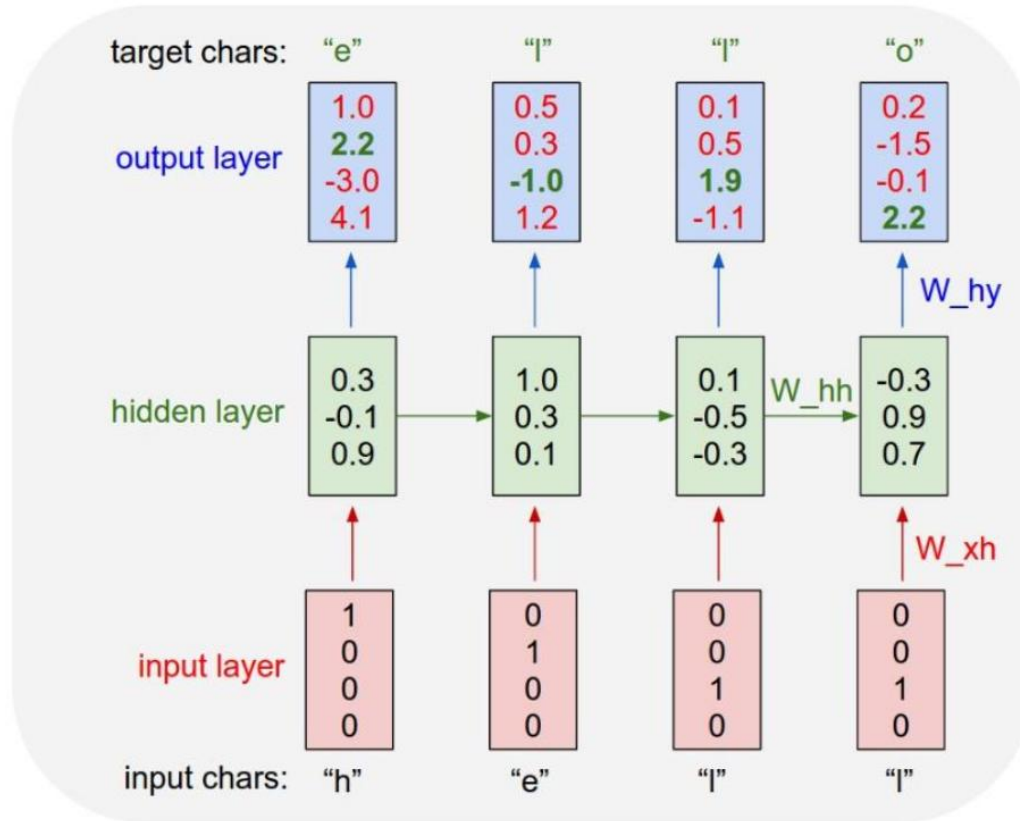 target chars: “e” “l” “l” “o”
1.0 0.5 0.1 0.2
2.2 0.3 0.5 -1.5
output layer
-3.0 -1.0 1.9 -0.1
4.1 1.2 -1.1 2.2
W_hy
0.3 1.0 0.1 -0.3
W_hh
hidden layer -0.1 0.3 -0.5 0.9
0.9 0.1 -0.3 0.7
W_xh
1 0 0 0
0 1 0 0
input layer
0 0 1 1
0 0 0 0
input chars: “h” “e” “l” “l”